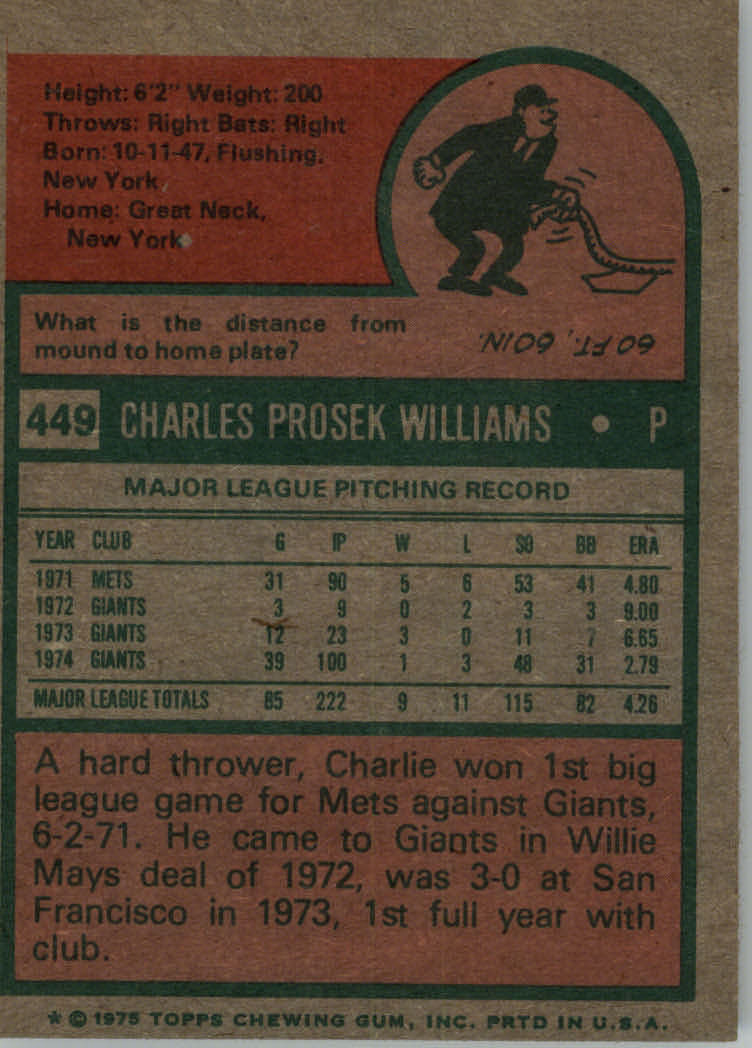 Height: 6'2" Weight: 200
Throws: Right Bats: Right
Born: 10-11-47, Flushing,
New York
Home: Great Neck,
New York
What is the distance from
mound to home plate?
60 FT., 60 IN.
449 CHARLES PROSEK WILLIAMS • P
MAJOR LEAGUE PITCHING RECORD
YEAR CLUB G IP W L SO BB ERA
1971 METS 31 90 5 6 53 41 4.80
1972 GIANTS 3 9 0 2 3 3 9.00
1973 GIANTS 12 23 3 0 11 7 6.65
1974 GIANTS 39 100 1 3 48 31 2.79
MAJOR LEAGUE TOTALS 85 222 9 11 115 82 4.26
A hard thrower, Charlie won 1st big
league game for Mets against Giants,
6-2-71. He came to Giants in Willie
Mays deal of 1972, was 3-0 at San
Francisco in 1973, 1st full year with
club.
* © 1975 TOPPS CHEWING GUM, INC. PRTD IN U.S.A.